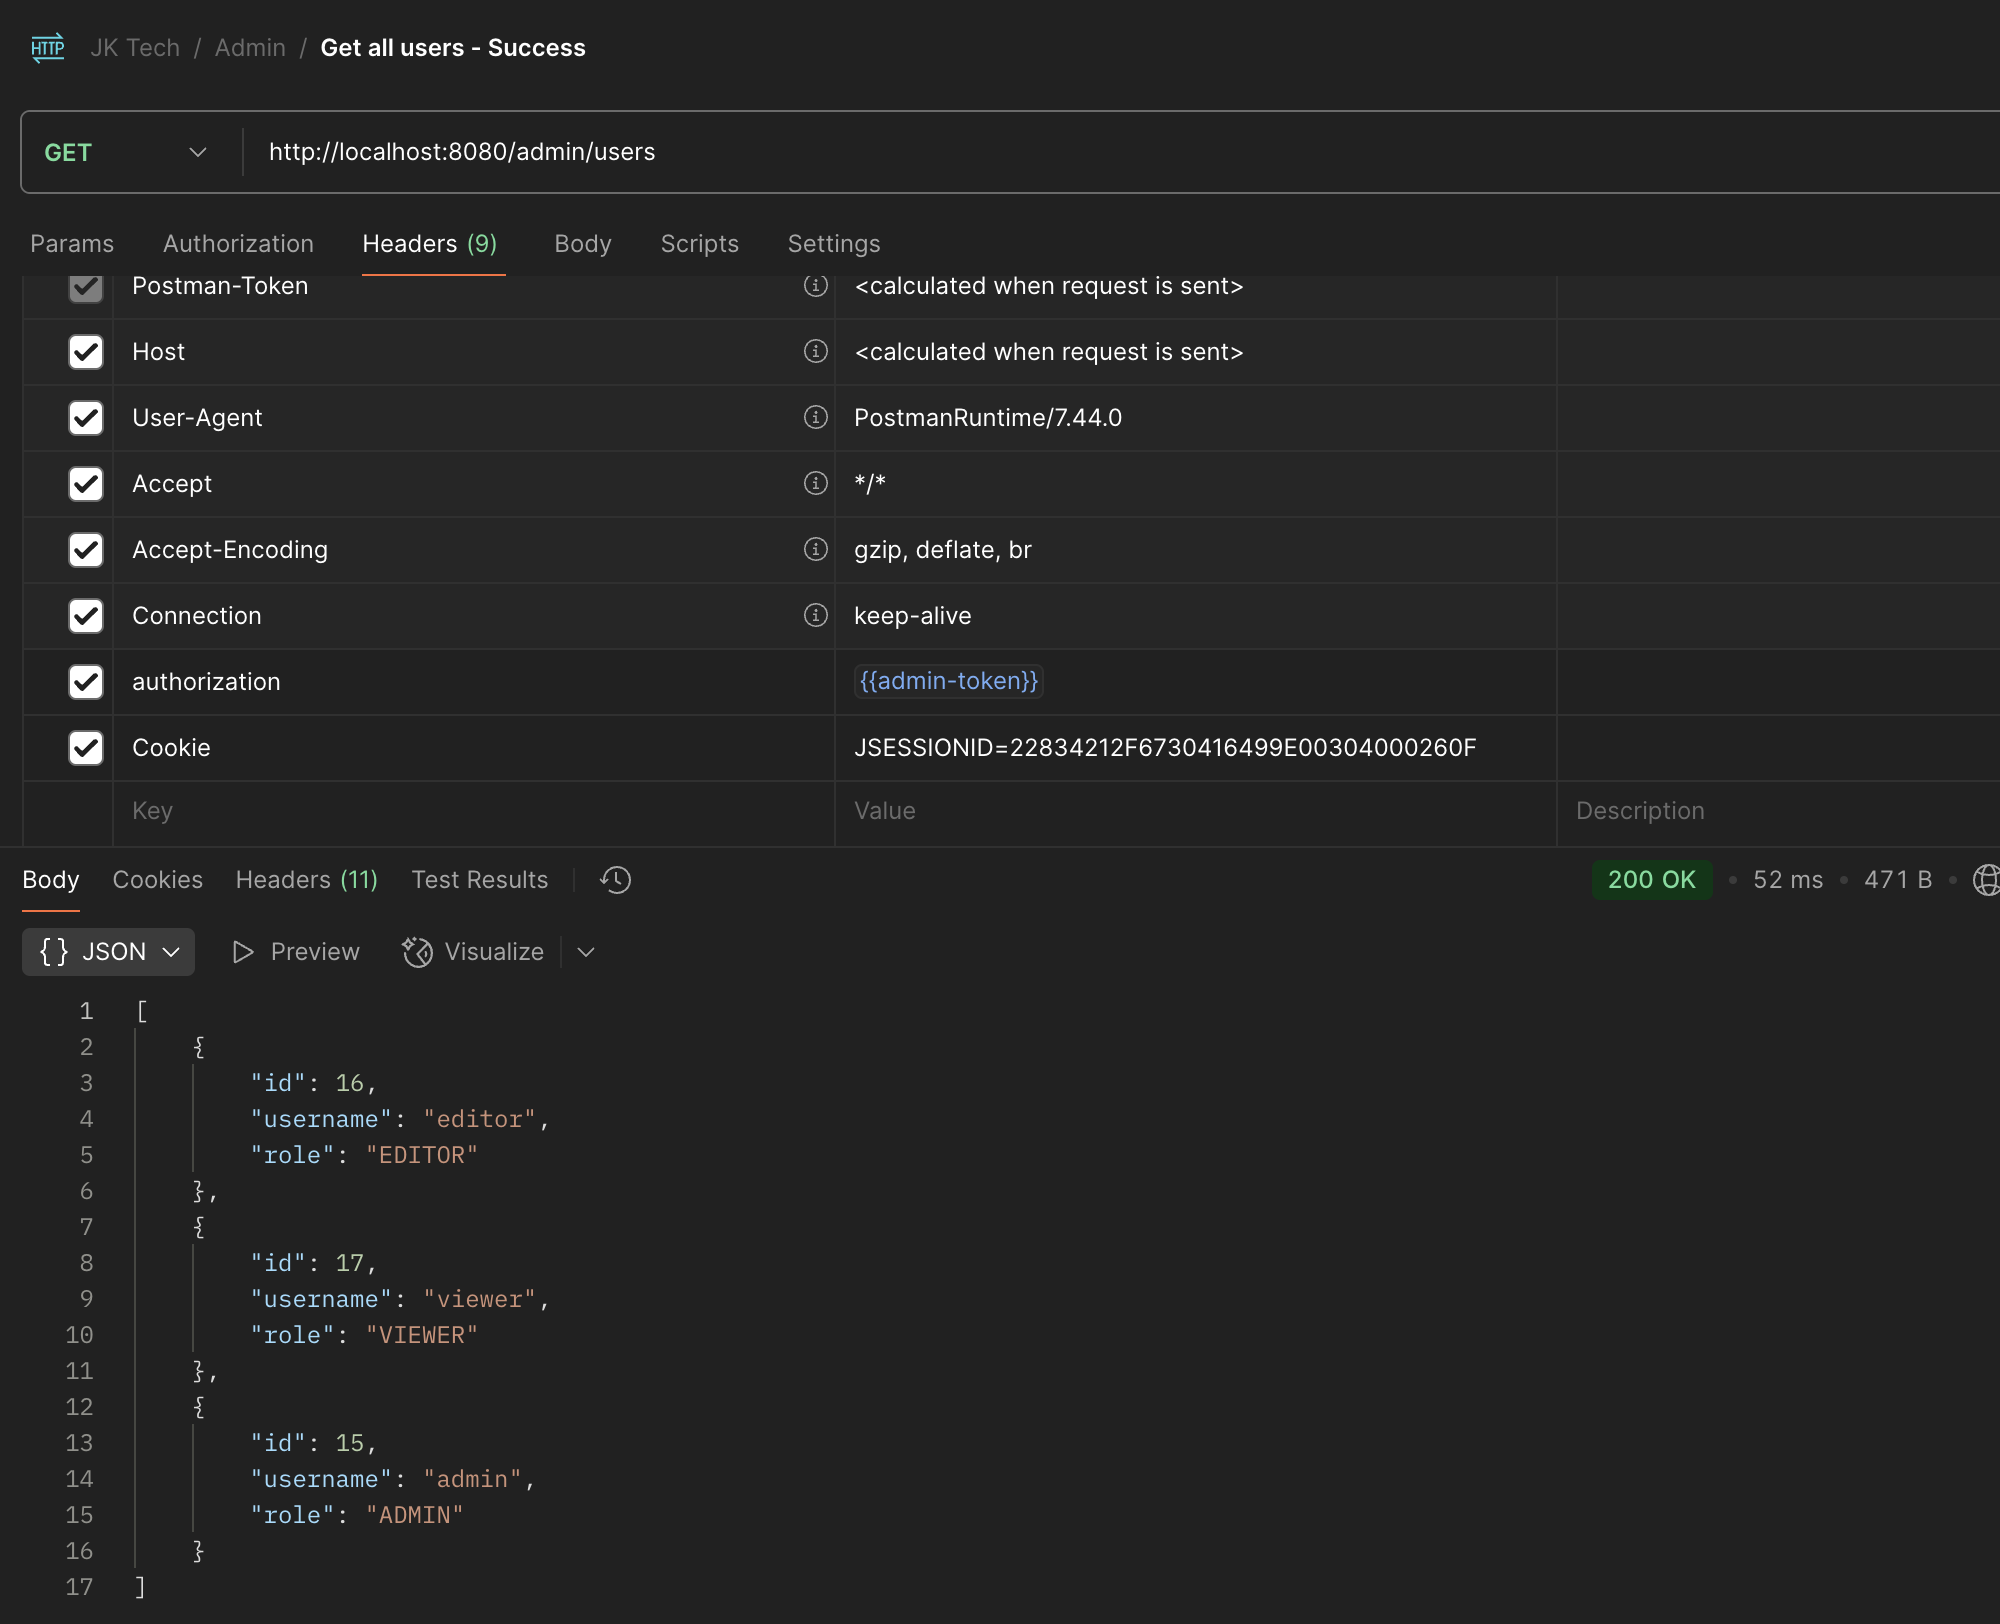 HTTP JK Tech / Admin / Get all users - Success
GET http://localhost:8080/admin/users
Params Authorization Headers (9) Body Scripts Settings
Postman-Token <calculated when request is sent>
Host <calculated when request is sent>
User-Agent PostmanRuntime/7.44.0
Accept */*
Accept-Encoding gzip, deflate, br
Connection keep-alive
authorization {{admin-token}}
Cookie JSESSIONID=22834212F6730416499E00304000260F
Key Value Description
Body Cookies Headers (11) Test Results 200 OK • 52 ms • 471 B •
{} JSON Preview Visualize
1 [
2 {
3 "id": 16,
4 "username": "editor",
5 "role": "EDITOR"
6 },
7 {
8 "id": 17,
9 "username": "viewer",
10 "role": "VIEWER"
11 },
12 {
13 "id": 15,
14 "username": "admin",
15 "role": "ADMIN"
16 }
17 ]